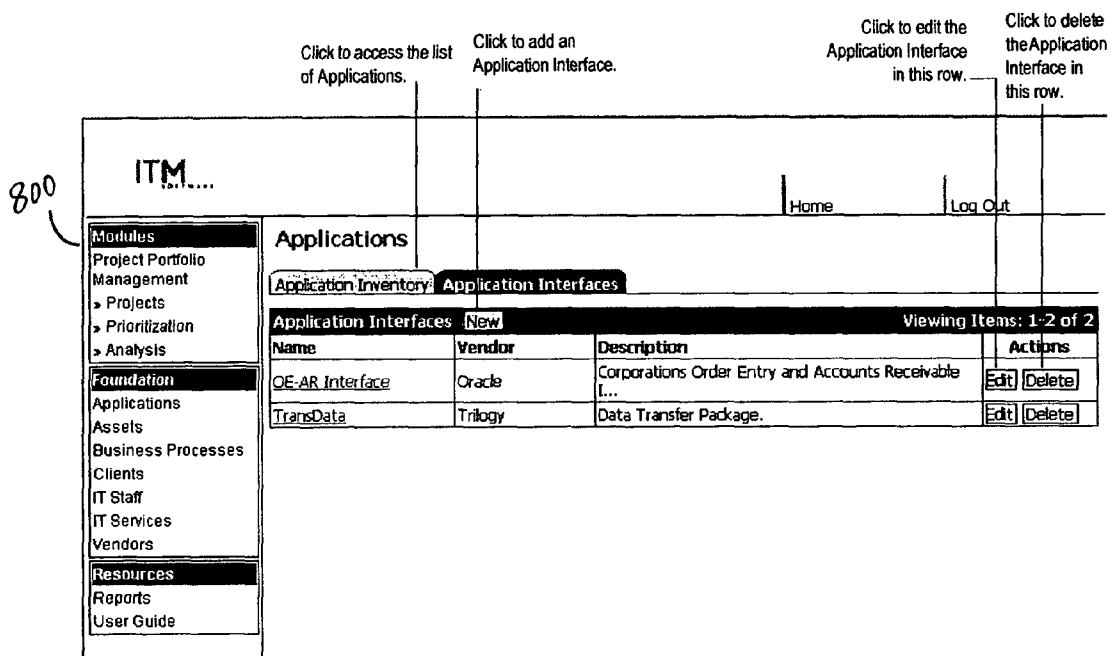 Click to access the list
of Applications.
Click to add an
Application Interface.
Click to edit the
Application Interface
in this row.
Click to delete
the Application
Interface in
this row.
800
ITM
SOFTWARE
Home
Log Out
Modules
Project Portfolio
Management
» Projects
» Prioritization
» Analysis
Foundation
Applications
Assets
Business Processes
Clients
IT Staff
IT Services
Vendors
Resources
Reports
User Guide
Applications
Application Inventory Application Interfaces
Application Interfaces New Viewing Items: 1-2 of 2
Name Vendor Description Actions
OE-AR Interface Oracle Corporations Order Entry and Accounts Receivable
I... Edit Delete
TransData Trilogy Data Transfer Package. Edit Delete